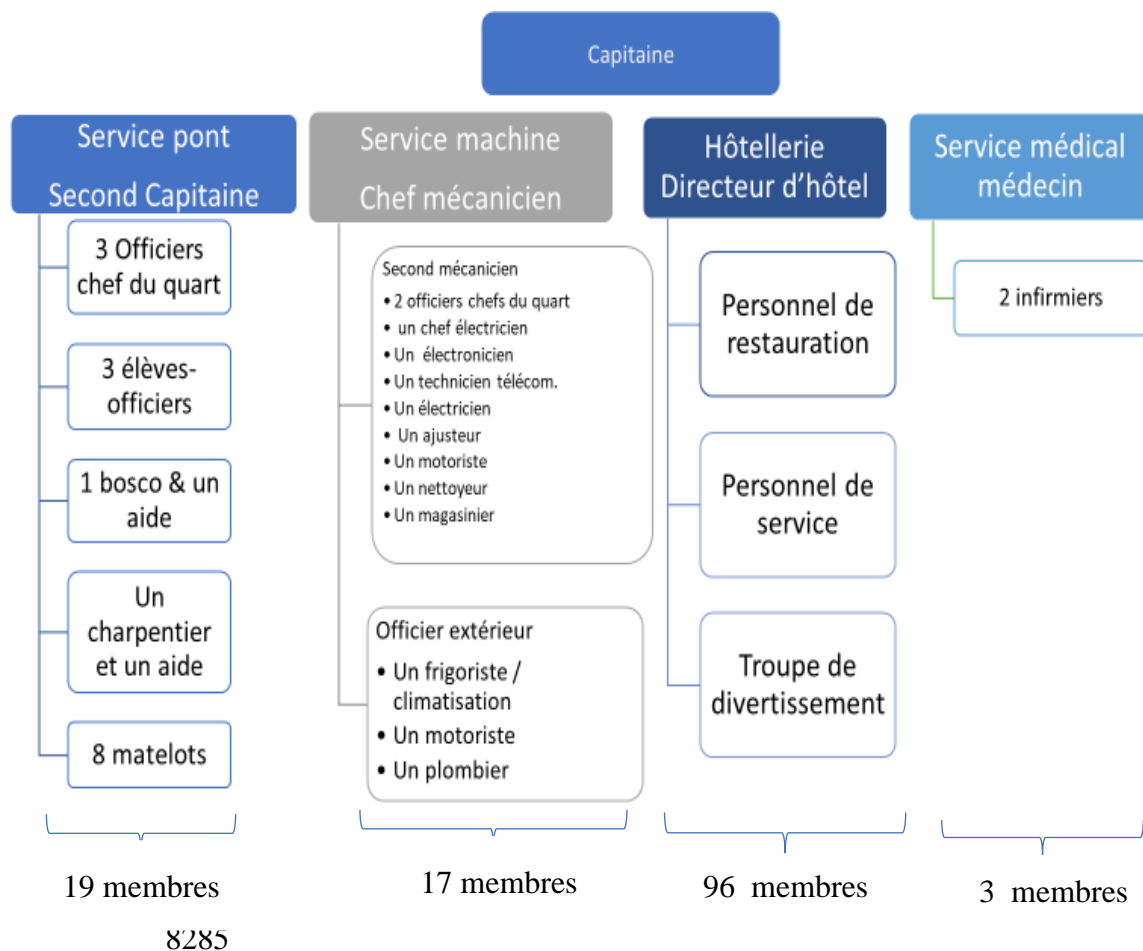 Capitaine
Service pont
Second Capitaine
3 Officiers
chef du quart
3 élèves-
officiers
1 bosco & un
aide
Un
charpentier
et un aide
8 matelots
19 membres
8285
Service machine
Chef mécanicien
Second mécanicien
• 2 officiers chefs du quart
• un chef électricien
• Un électronicien
• Un technicien télécom.
• Un électricien
• Un ajusteur
• Un motoriste
• Un nettoyeur
• Un magasinier
Officier extérieur
• Un frigoriste /
climatisation
• Un motoriste
• Un plombier
17 membres
Hôtellerie
Directeur d’hôtel
Personnel de
restauration
Personnel de
service
Troupe de
divertissement
96 membres
Service médical
médecin
2 infirmiers
3 membres